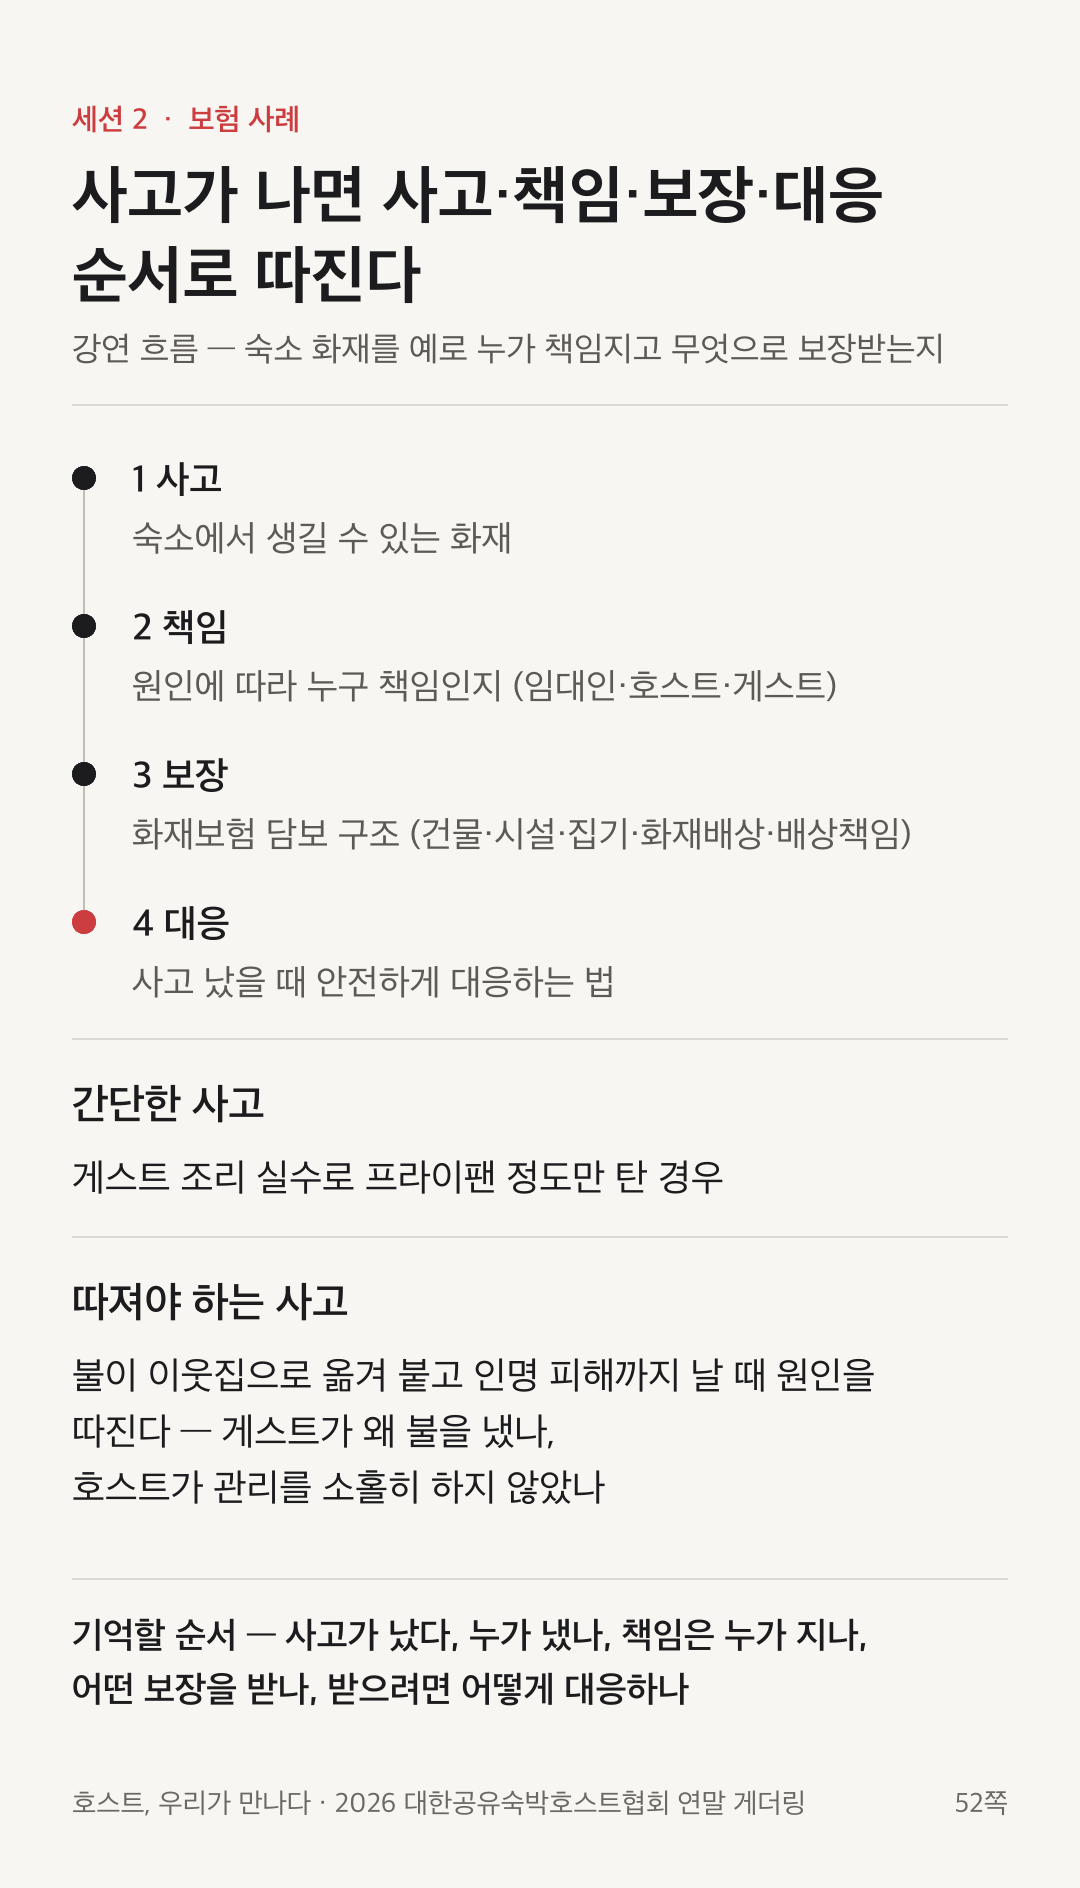 세션 2 · 보험 사례
사고가 나면 사고·책임·보장·대응
순서로 따진다
강연 흐름 — 숙소 화재를 예로 누가 책임지고 무엇으로 보장받는지
1 사고
숙소에서 생길 수 있는 화재
2 책임
원인에 따라 누구 책임인지 (임대인·호스트·게스트)
3 보장
화재보험 담보 구조 (건물·시설·집기·화재배상·배상책임)
4 대응
사고 났을 때 안전하게 대응하는 법
간단한 사고
게스트 조리 실수로 프라이팬 정도만 탄 경우
따져야 하는 사고
불이 이웃집으로 옮겨 붙고 인명 피해까지 날 때 원인을
따진다 — 게스트가 왜 불을 냈나,
호스트가 관리를 소홀히 하지 않았나
기억할 순서 — 사고가 났다, 누가 냈나, 책임은 누가 지나,
어떤 보장을 받나, 받으려면 어떻게 대응하나
호스트, 우리가 만나다 · 2026 대한공유숙박호스트협회 연말 게더링 52쪽